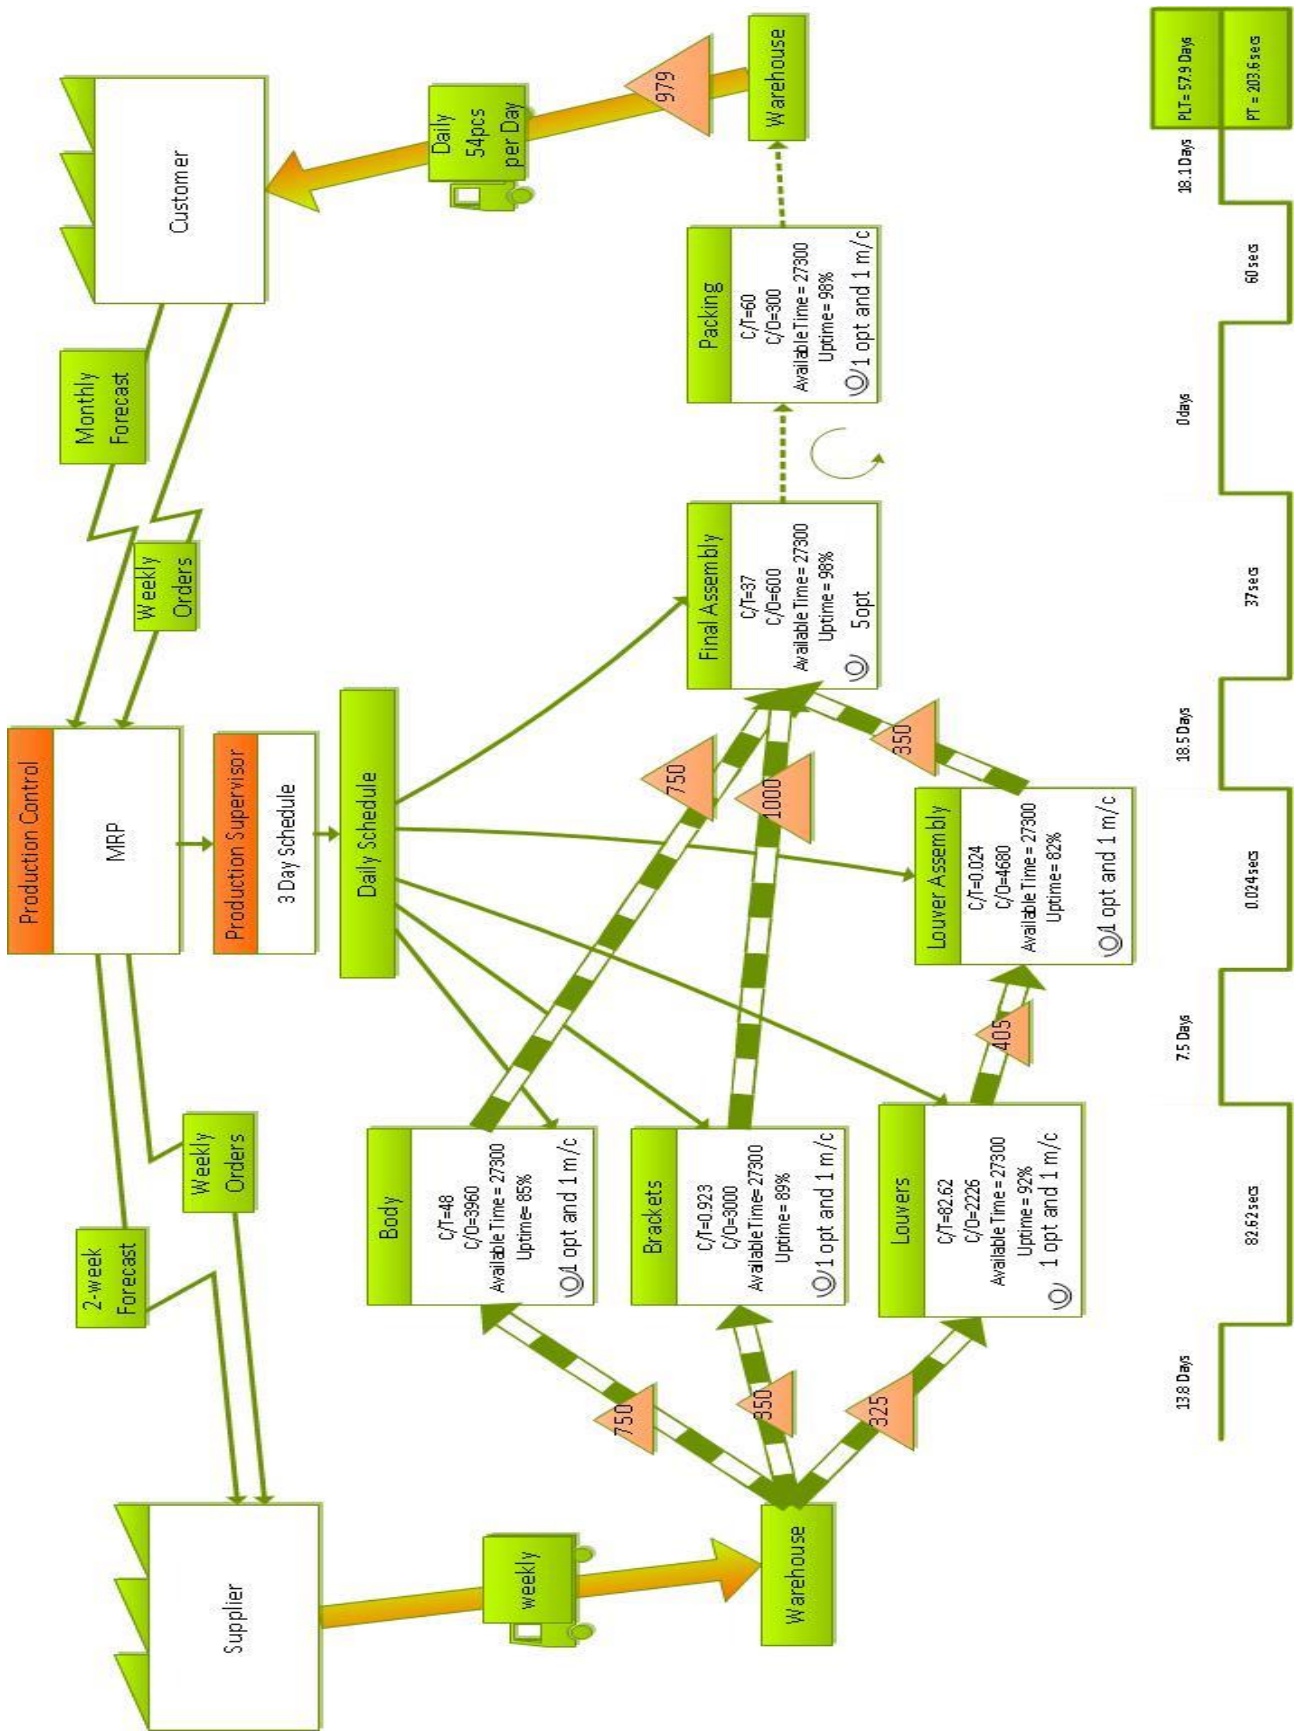 Production Control
MRP
Production Supervisor
3 Day Schedule
Daily Schedule
Supplier
2-week
Forecast
Weekly
Orders
Weekly
Orders
Monthly
Forecast
Customer
weekly
Warehouse
750
350
325
Body
C/T=48
C/O=3960
Available Time = 27300
Uptime= 85%
1 opt and 1 m/c
Brackets
C/T=0.923
C/O=3000
Available Time= 27300
Uptime = 89%
1 opt and 1 m/c
Louvers
C/T=82.62
C/O=2226
Available Time = 27300
Uptime = 92%
1 opt and 1 m/c
405
Louver Assembly
C/T=0.024
C/O=4680
Available Time = 27300
Uptime= 82%
1 opt and 1 m/c
750
1000
350
Final Assembly
C/T=37
C/O=600
Available Time = 27300
Uptime = 98%
5opt
Packing
C/T=60
C/O=300
Available Time = 27300
Uptime = 98%
1 opt and 1 m/c
Warehouse
979
Daily
54pcs
per Day
13.8 Days
82.62 secs
7.5 Days
0.024 secs
18.5 Days
37 secs
0 days
60 secs
18.1 Days
PLT= 57.9 Days
PT = 203.6 secs